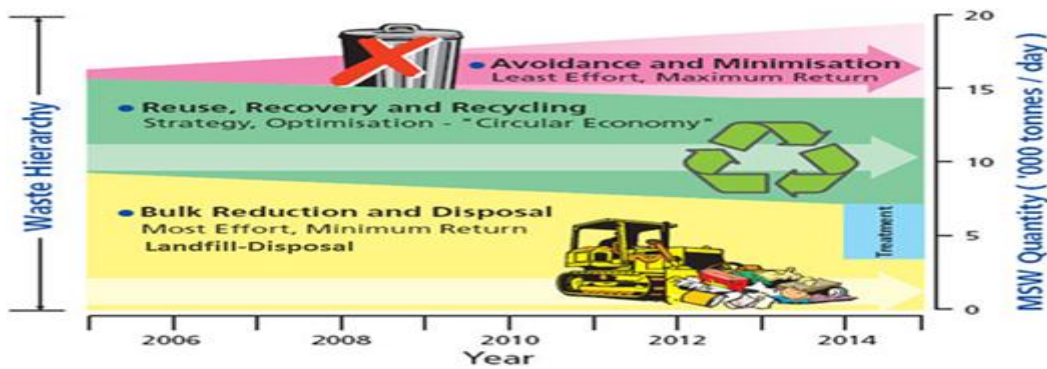 Waste Hierarchy
• Avoidance and Minimisation
Least Effort, Maximum Return
• Reuse, Recovery and Recycling
Strategy, Optimisation - "Circular Economy"
• Bulk Reduction and Disposal
Most Effort, Minimum Return
Landfill-Disposal
Treatment
20
15
10
5
0
MSW Quantity ( '000 tonnes / day )
2006
2008
2010
2012
2014
Year